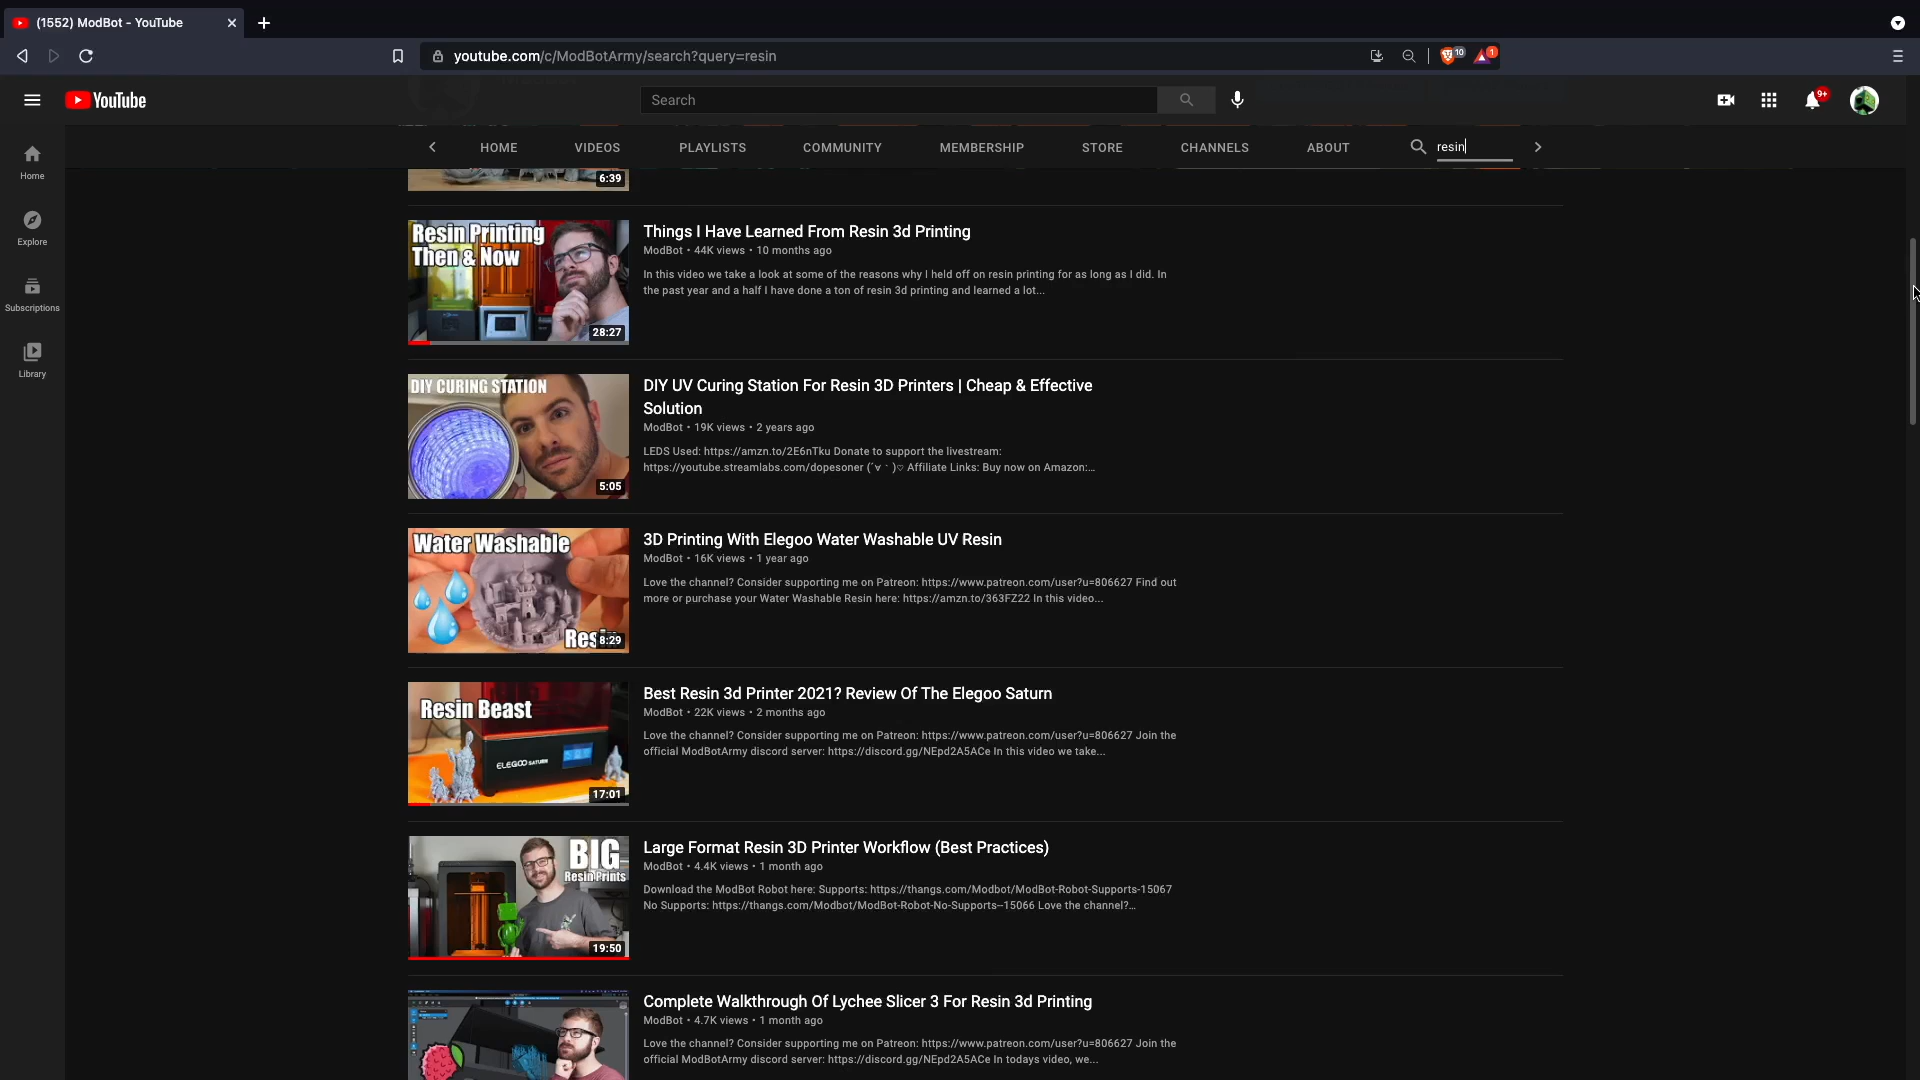 (1552) ModBot - YouTube
youtube.com/c/ModBotArmy/search?query=resin
10
1
YouTube
Search
9+
HOME
VIDEOS
PLAYLISTS
COMMUNITY
MEMBERSHIP
STORE
CHANNELS
ABOUT
resin
Home
Explore
Subscriptions
Library
6:39
Resin Printing
Then & Now
28:27
Things I Have Learned From Resin 3d Printing
ModBot • 44K views • 10 months ago
In this video we take a look at some of the reasons why I held off on resin printing for as long as I did. In
the past year and a half I have done a ton of resin 3d printing and learned a lot...
DIY CURING STATION
5:05
DIY UV Curing Station For Resin 3D Printers | Cheap & Effective
Solution
ModBot • 19K views • 2 years ago
LEDS Used: https://amzn.to/2E6nTku Donate to support the livestream:
https://youtube.streamlabs.com/dopesoner (´∀｀)♡ Affiliate Links: Buy now on Amazon:...
Water Washable
8:29
3D Printing With Elegoo Water Washable UV Resin
ModBot • 16K views • 1 year ago
Love the channel? Consider supporting me on Patreon: https://www.patreon.com/user?u=806627 Find out
more or purchase your Water Washable Resin here: https://amzn.to/363FZ22 In this video...
Resin Beast
ELEGOO SATURN
17:01
Best Resin 3d Printer 2021? Review Of The Elegoo Saturn
ModBot • 22K views • 2 months ago
Love the channel? Consider supporting me on Patreon: https://www.patreon.com/user?u=806627 Join the
official ModBotArmy discord server: https://discord.gg/NEpd2A5ACe In this video we take...
BIG
Resin Prints
19:50
Large Format Resin 3D Printer Workflow (Best Practices)
ModBot • 4.4K views • 1 month ago
Download the ModBot Robot here: Supports: https://thangs.com/Modbot/ModBot-Robot-Supports-15067
No Supports: https://thangs.com/Modbot/ModBot-Robot-No-Supports--15066 Love the channel?...
Complete Walkthrough Of Lychee Slicer 3 For Resin 3d Printing
ModBot • 4.7K views • 1 month ago
Love the channel? Consider supporting me on Patreon: https://www.patreon.com/user?u=806627 Join the
official ModBotArmy discord server: https://discord.gg/NEpd2A5ACe In todays video, we...